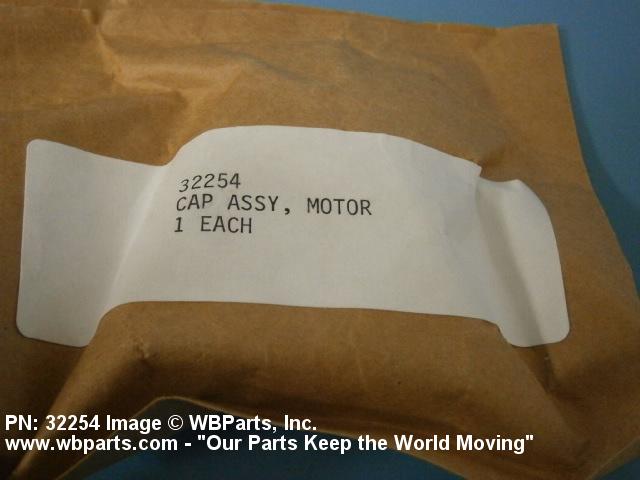 32254
CAP ASSY, MOTOR
1 EACH
PN: 32254 Image © WBParts, Inc.
www.wbparts.com - "Our Parts Keep the World Moving"